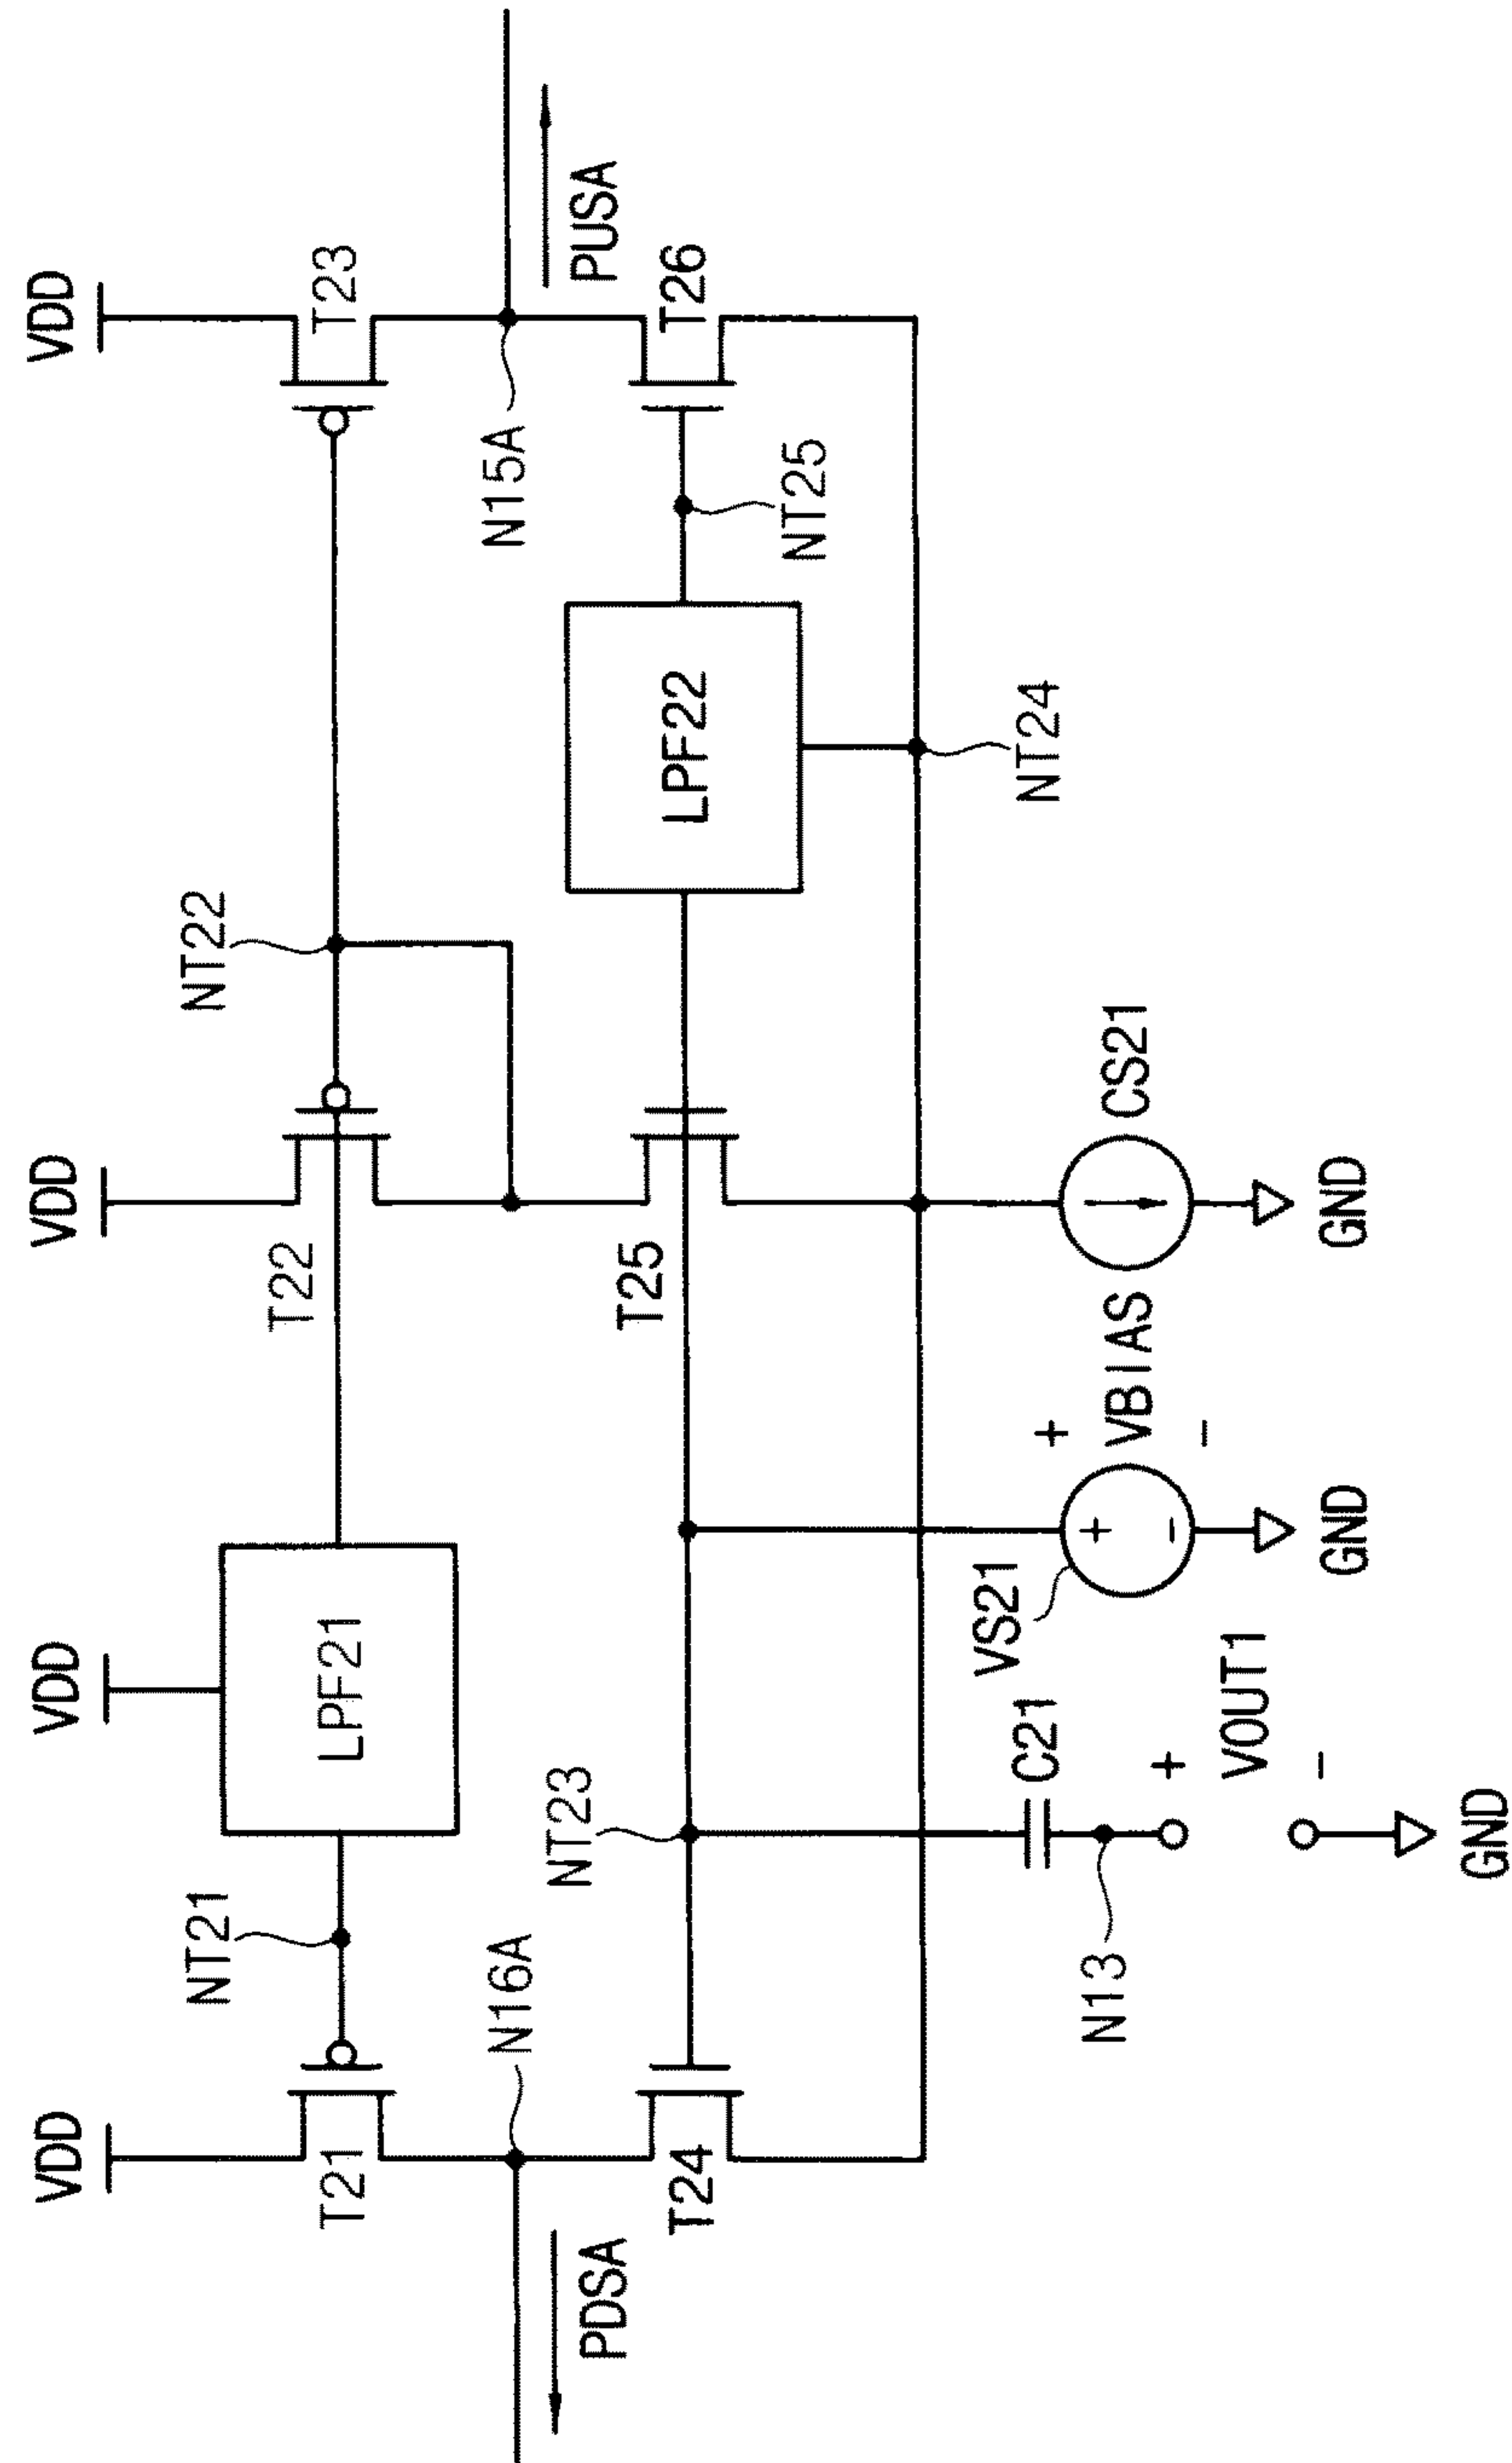 VDD
VDD
VDD
VDD
NT21
LPF21
T22
NT22
T21
T23
N16A
N15A
PDSA
PUSA
NT23
T24
T25
LPF22
T26
NT25
VS21
C21
NT24
N13
+
VBIAS
-
CS21
+
-
+
VOUT1
-
GND
GND
GND